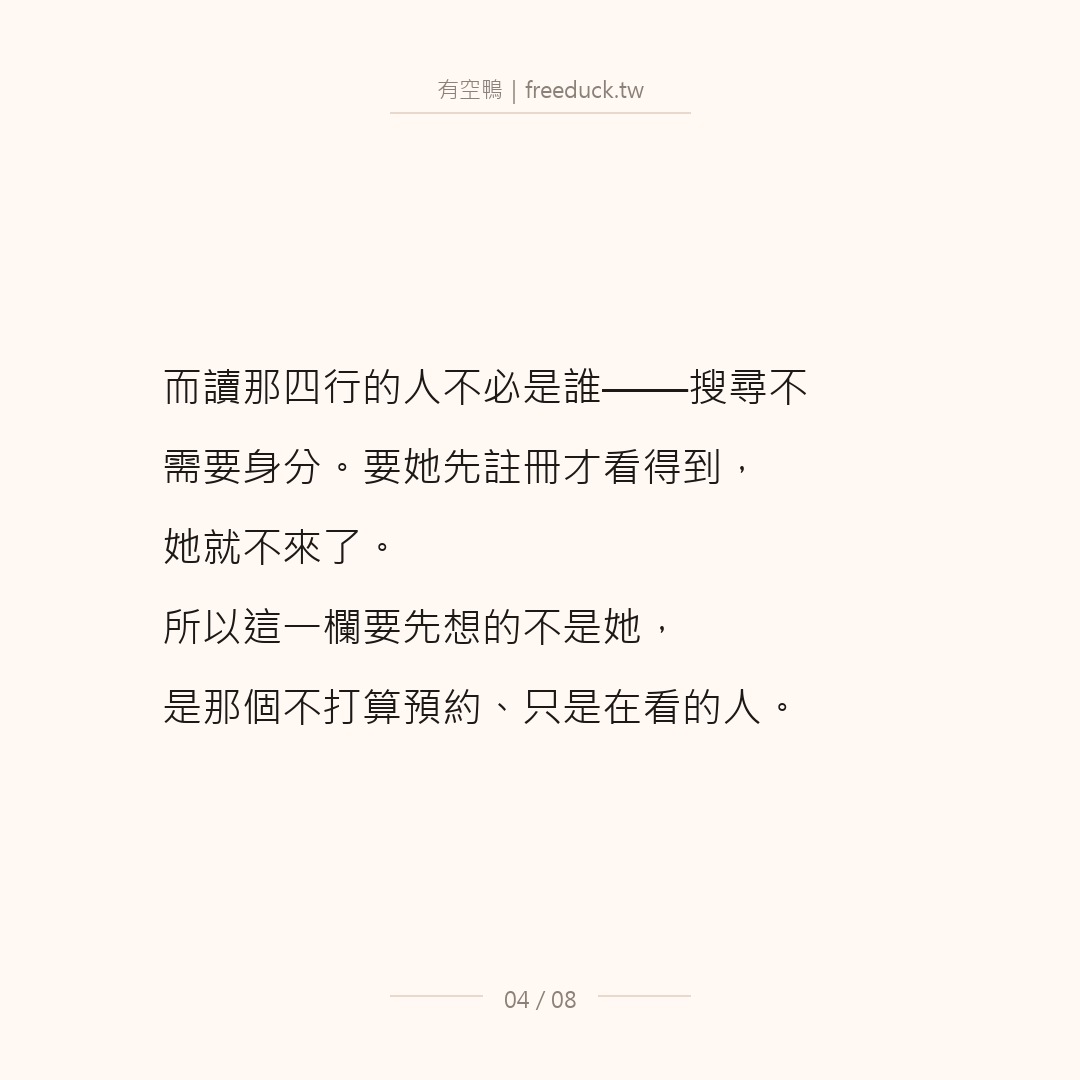 有空鴨｜freeduck.tw
而讀那四行的人不必是誰——搜尋不
需要身分。要她先註冊才看得到，
她就不來了。
所以這一欄要先想的不是她，
是那個不打算預約、只是在看的人。
04 / 08